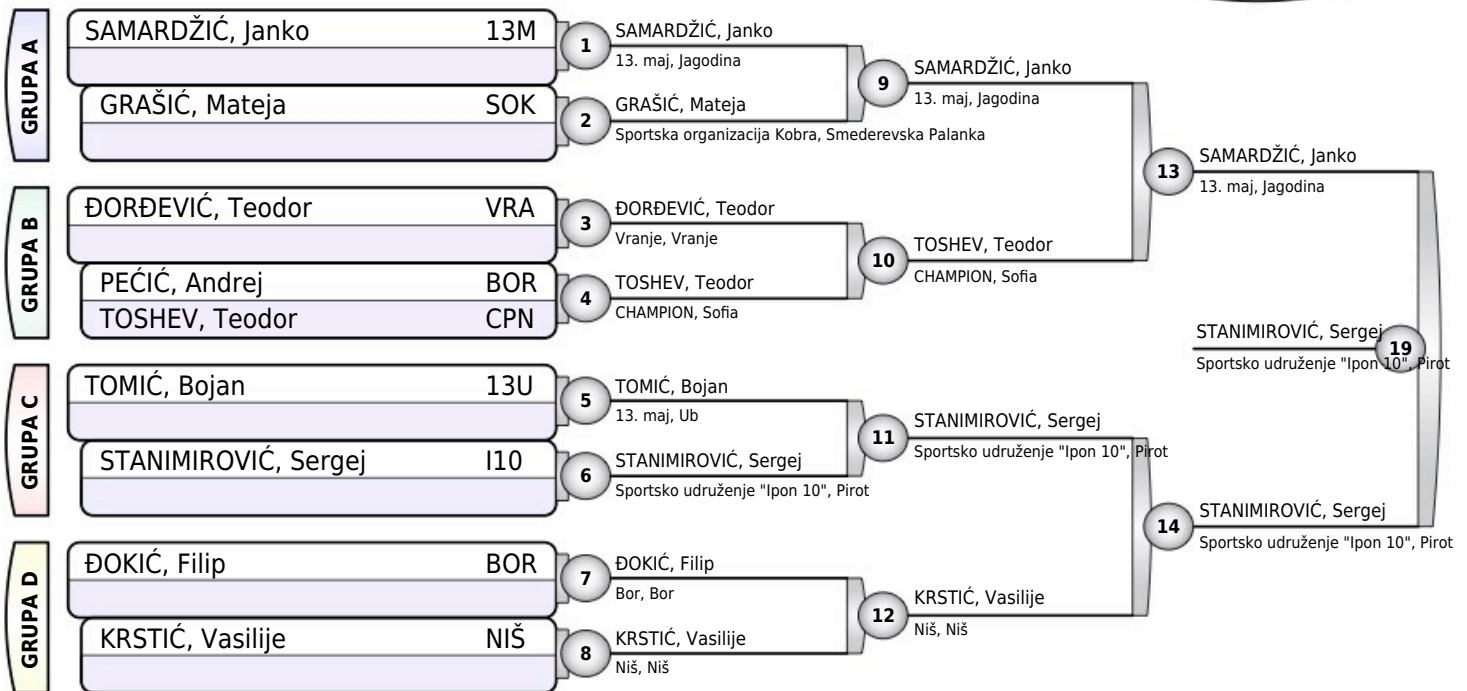 GRUPA A
SAMARDŽIĆ, Janko 13M
GRAŠIĆ, Mateja SOK
1
SAMARDŽIĆ, Janko
13. maj, Jagodina
2
GRAŠIĆ, Mateja
Sportska organizacija Kobra, Smederevska Palanka
9
SAMARDŽIĆ, Janko
13. maj, Jagodina
GRUPA B
ĐORĐEVIĆ, Teodor VRA
PEĆIĆ, Andrej BOR
TOSHEV, Teodor CPN
3
ĐORĐEVIĆ, Teodor
Vranje, Vranje
4
TOSHEV, Teodor
CHAMPION, Sofia
10
TOSHEV, Teodor
CHAMPION, Sofia
13
SAMARDŽIĆ, Janko
13. maj, Jagodina
GRUPA C
TOMIĆ, Bojan 13U
STANIMIROVIĆ, Sergej I10
5
TOMIĆ, Bojan
13. maj, Ub
6
STANIMIROVIĆ, Sergej
Sportsko udruženje "Ipon 10", Pirot
11
STANIMIROVIĆ, Sergej
Sportsko udruženje "Ipon 10", Pirot
GRUPA D
ĐOKIĆ, Filip BOR
KRSTIĆ, Vasilije NIŠ
7
ĐOKIĆ, Filip
Bor, Bor
8
KRSTIĆ, Vasilije
Niš, Niš
12
KRSTIĆ, Vasilije
Niš, Niš
14
STANIMIROVIĆ, Sergej
Sportsko udruženje "Ipon 10", Pirot
19
STANIMIROVIĆ, Sergej
Sportsko udruženje "Ipon 10", Pirot